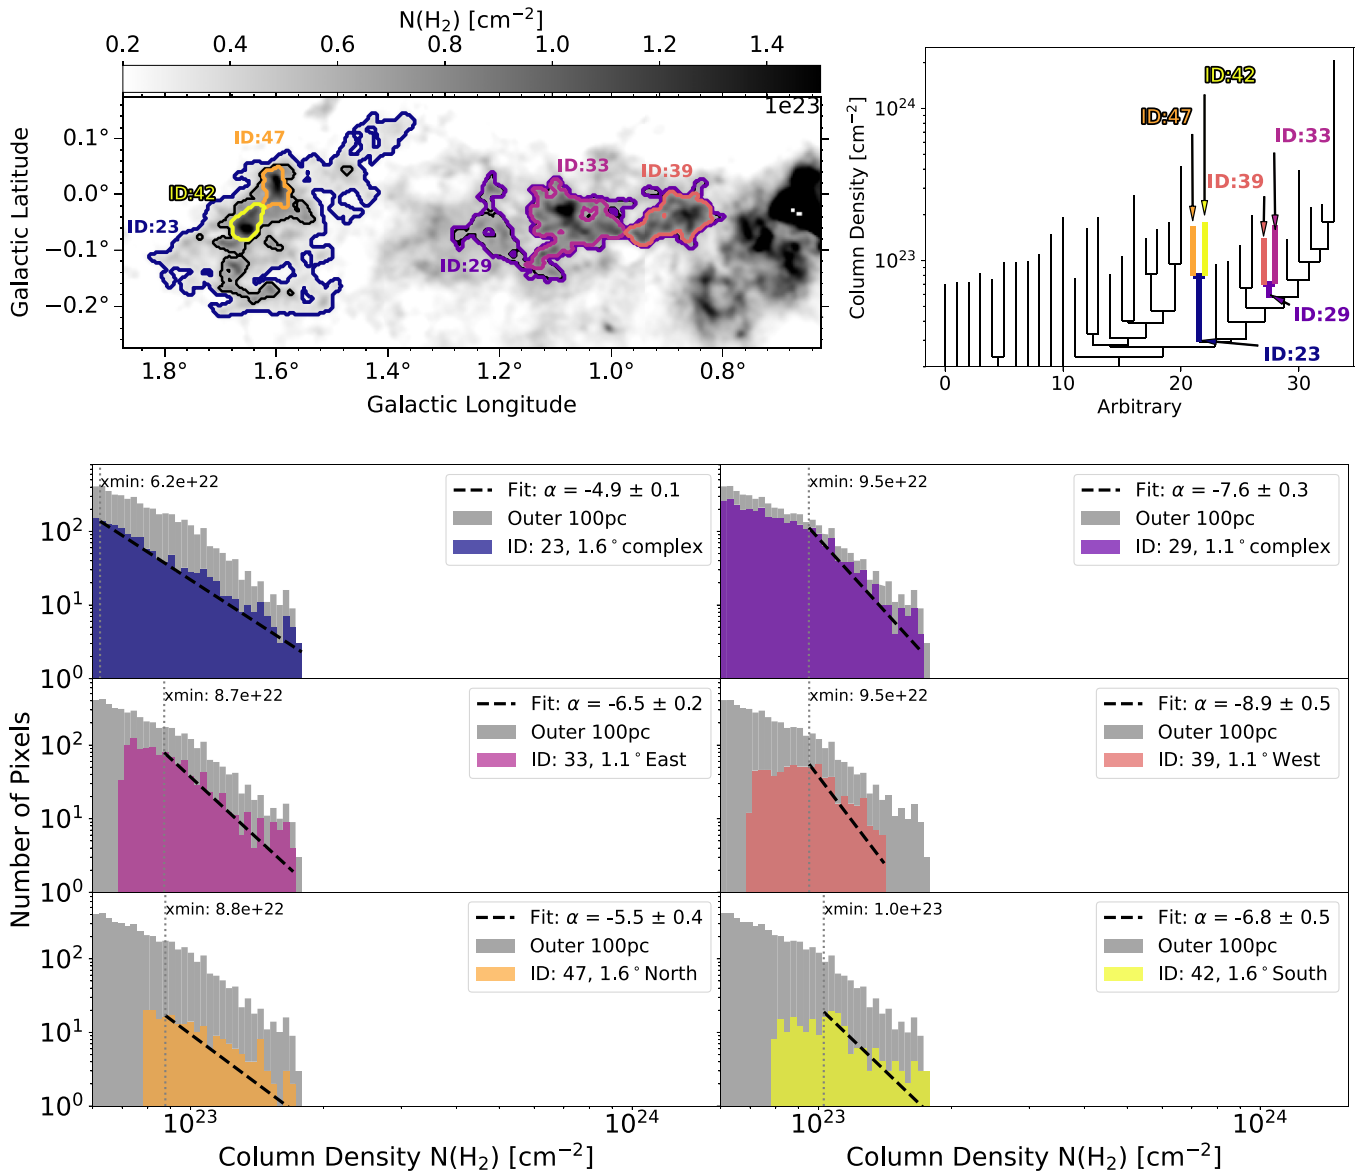 N(H₂) [cm⁻²]
0.2 0.4 0.6 0.8 1.0 1.2 1.4
1e23
Galactic Latitude
0.1°
0.0°
−0.1°
−0.2°
ID:47
ID:42
ID:23
ID:33
ID:39
ID:29
1.8° 1.6° 1.4° 1.2° 1.0° 0.8°
Galactic Longitude
Column Density [cm⁻²]
10²⁴
10²³
ID:42
ID:47
ID:33
ID:39
ID:29
ID:23
0 10 20 30
Arbitrary
Number of Pixels
10²
10¹
10⁰
xmin: 6.2e+22
Fit: α = -4.9 ± 0.1
Outer 100pc
ID: 23, 1.6°complex
xmin: 9.5e+22
Fit: α = -7.6 ± 0.3
Outer 100pc
ID: 29, 1.1°complex
10²
10¹
10⁰
xmin: 8.7e+22
Fit: α = -6.5 ± 0.2
Outer 100pc
ID: 33, 1.1°East
xmin: 9.5e+22
Fit: α = -8.9 ± 0.5
Outer 100pc
ID: 39, 1.1°West
10²
10¹
10⁰
xmin: 8.8e+22
Fit: α = -5.5 ± 0.4
Outer 100pc
ID: 47, 1.6°North
xmin: 1.0e+23
Fit: α = -6.8 ± 0.5
Outer 100pc
ID: 42, 1.6°South
10²³ 10²⁴
10²³ 10²⁴
Column Density N(H₂) [cm⁻²]
Column Density N(H₂) [cm⁻²]